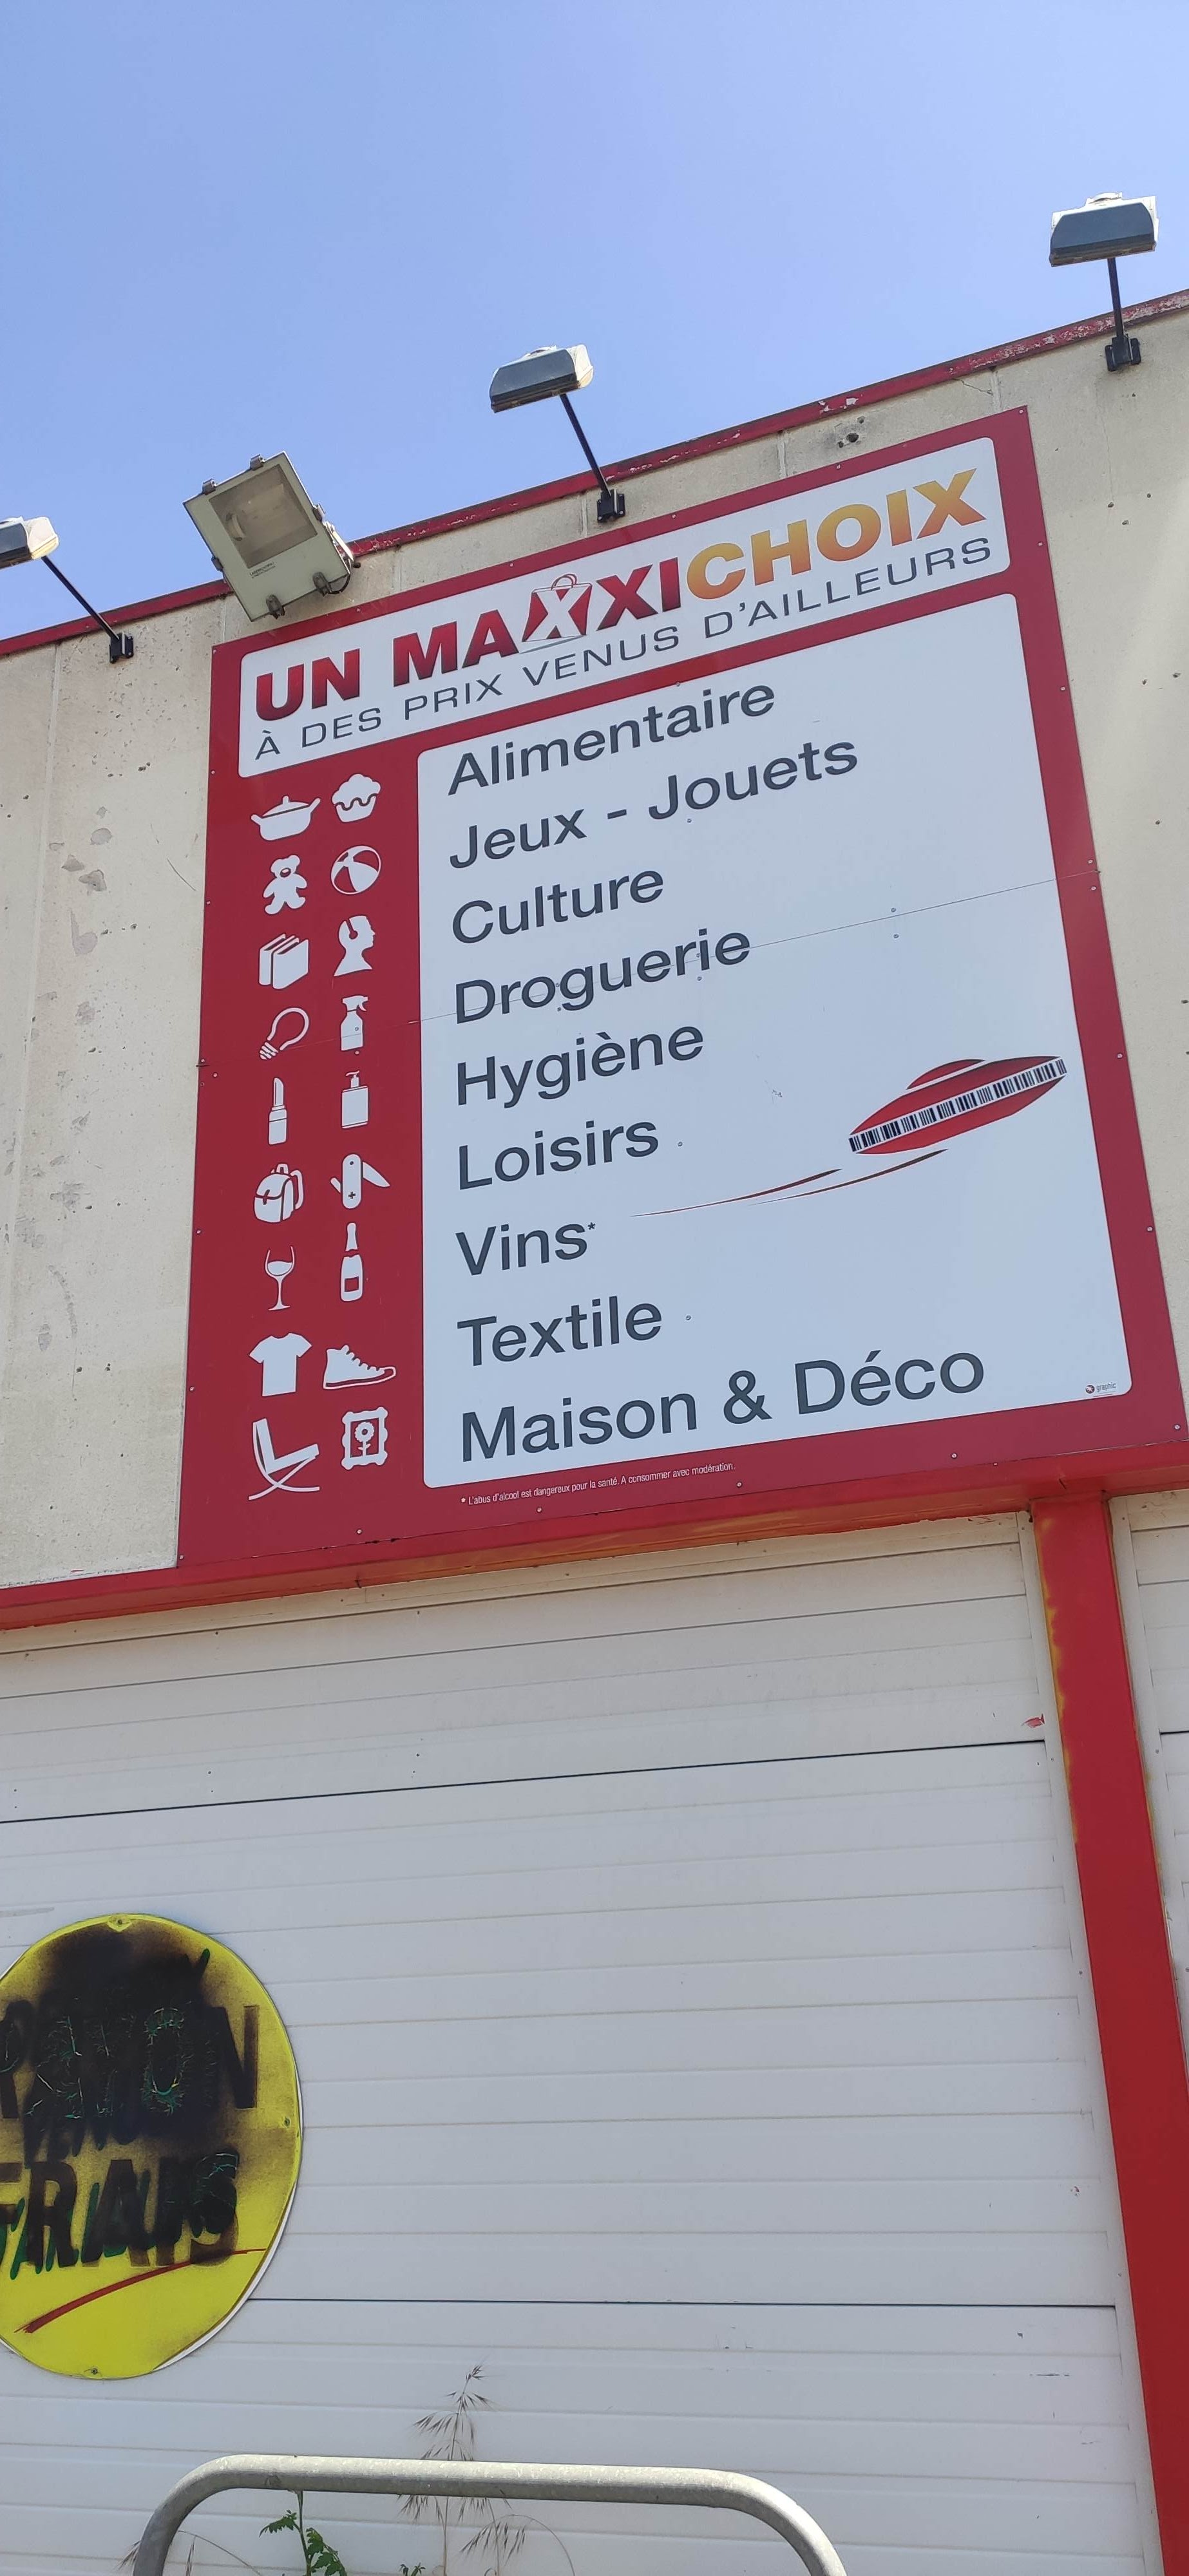 UN MAXXICHOIX
À DES PRIX VENUS D'AILLEURS
Alimentaire
Jeux - Jouets
Culture
Droguerie
Hygiène
Loisirs
Vins*
Textile
Maison & Déco
* L'abus d'alcool est dangereux pour la santé. A consommer avec modération.
graphic